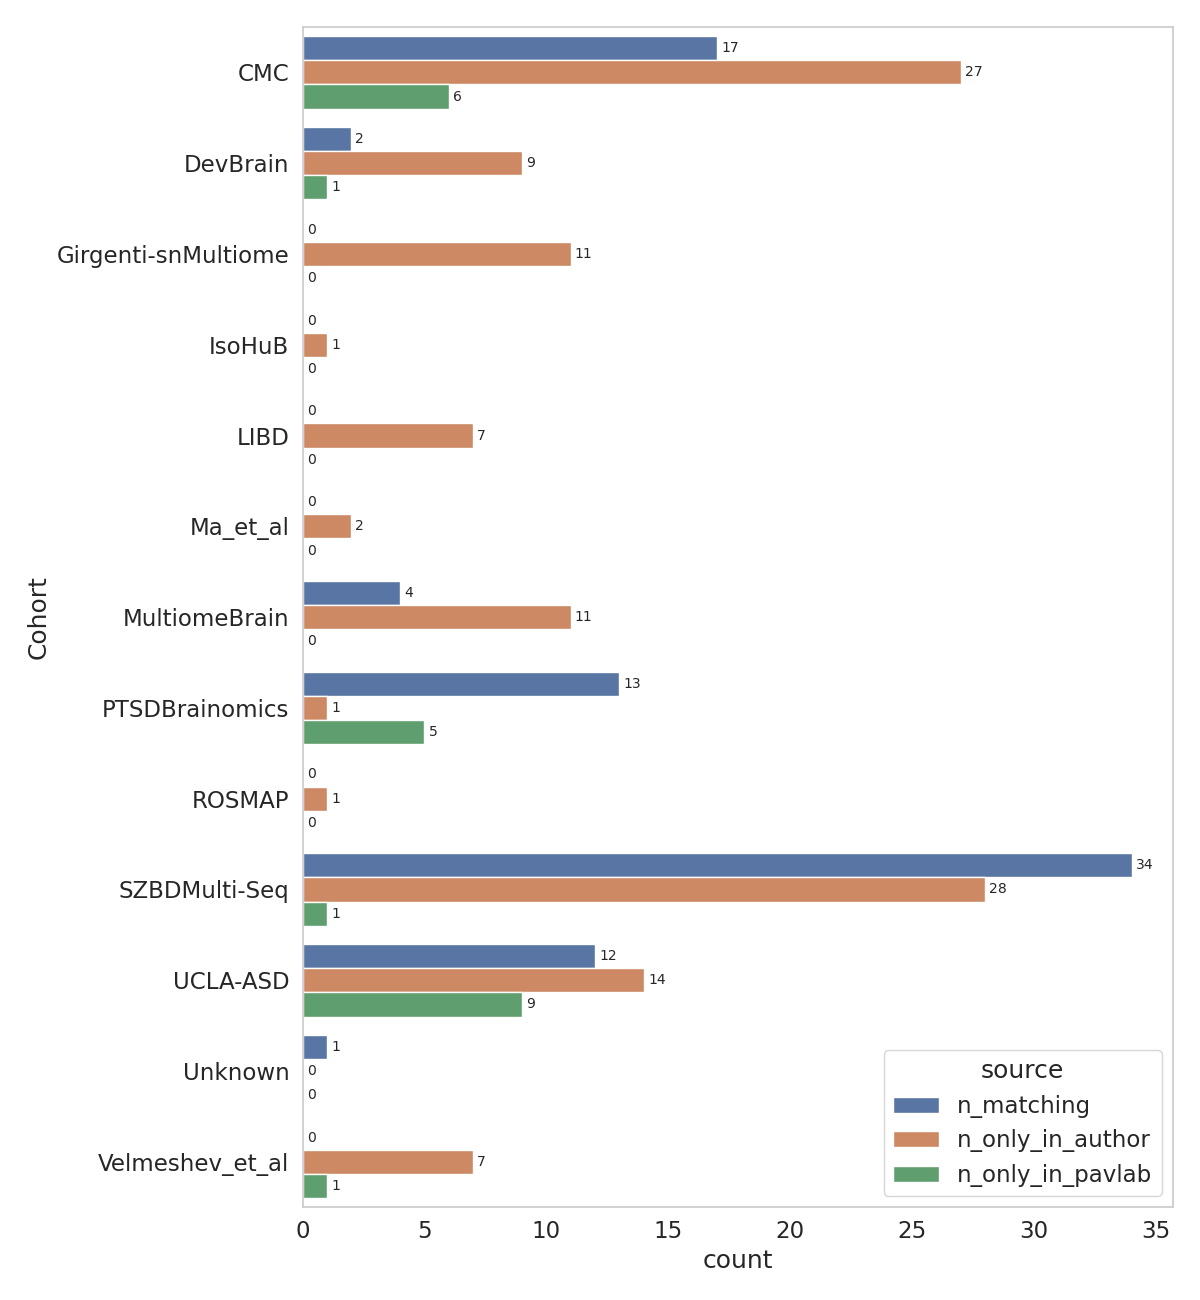 Cohort
CMC
17
27
6
DevBrain
2
9
1
Girgenti-snMultiome
0
11
0
IsoHuB
0
1
0
LIBD
0
7
0
Ma_et_al
0
2
0
MultiomeBrain
4
11
0
PTSDBrainomics
13
1
5
ROSMAP
0
1
0
SZBDMulti-Seq
34
28
1
UCLA-ASD
12
14
9
Unknown
1
0
0
Velmeshev_et_al
0
7
1
source
n_matching
n_only_in_author
n_only_in_pavlab
0 5 10 15 20 25 30 35
count